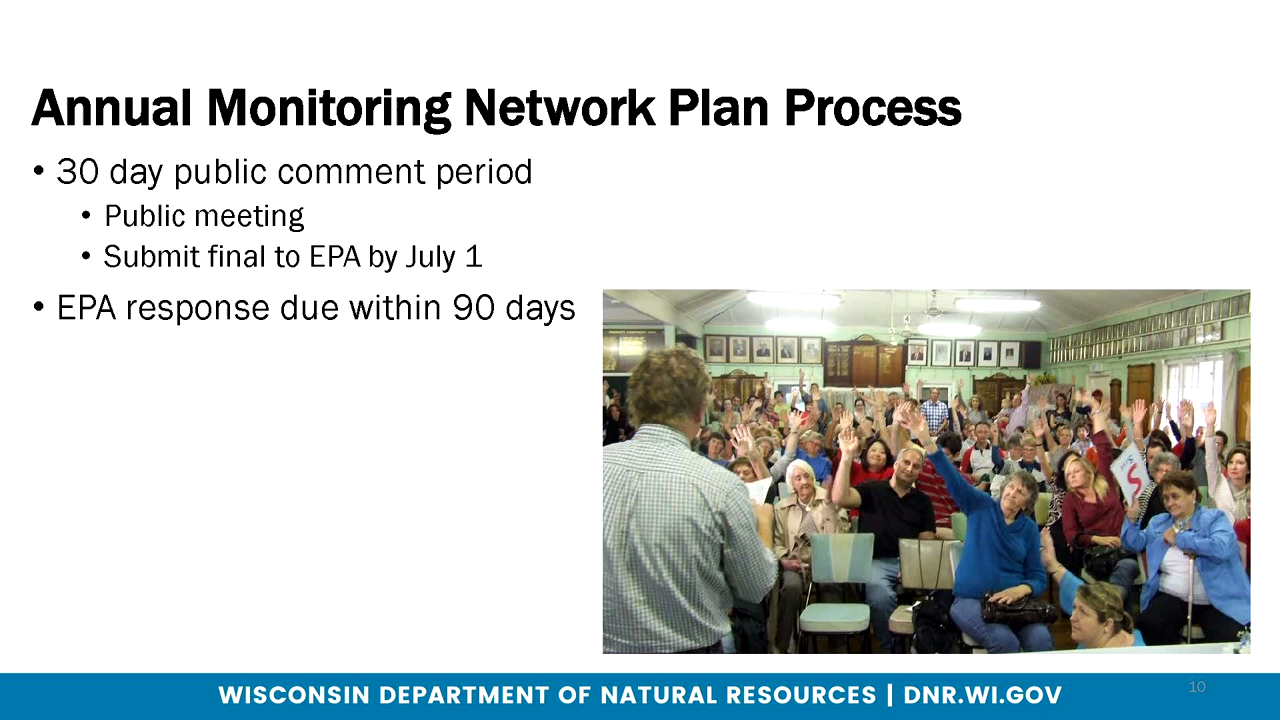 Annual Monitoring Network Plan Process
• 30 day public comment period
• Public meeting
• Submit final to EPA by July 1
• EPA response due within 90 days
WISCONSIN DEPARTMENT OF NATURAL RESOURCES | DNR.WI.GOV
10